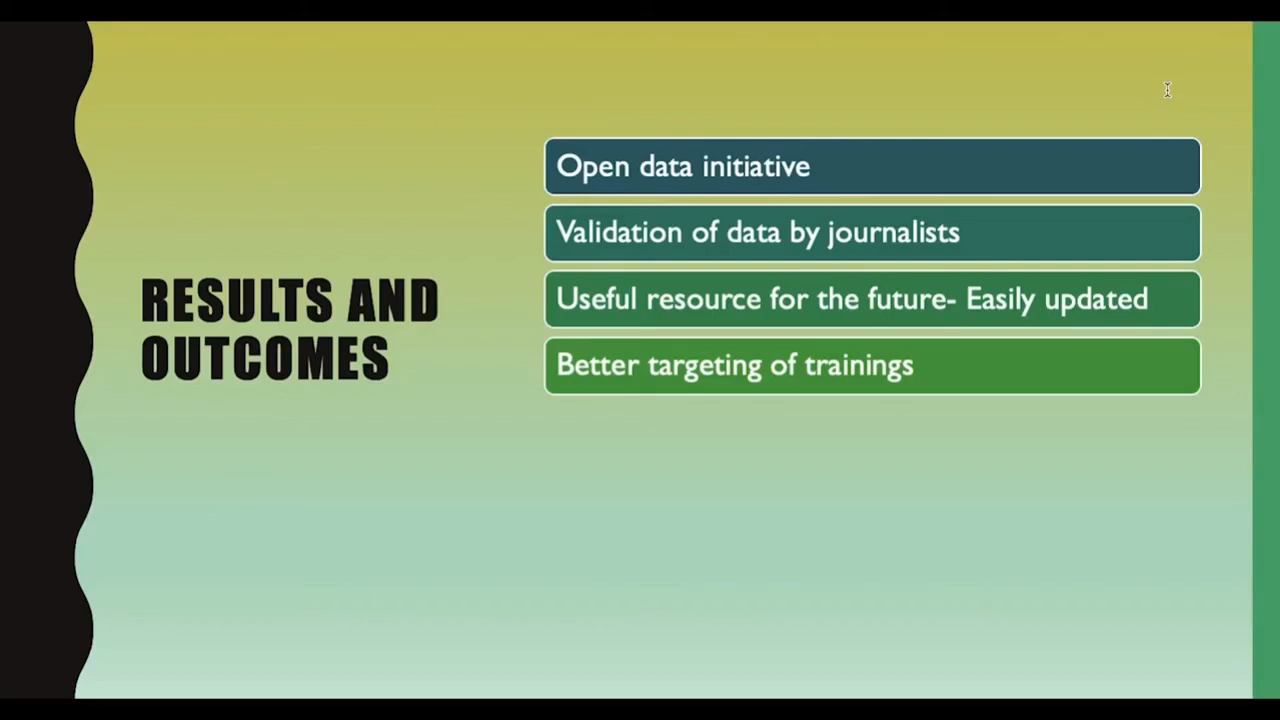 RESULTS AND
OUTCOMES
Open data initiative
Validation of data by journalists
Useful resource for the future- Easily updated
Better targeting of trainings